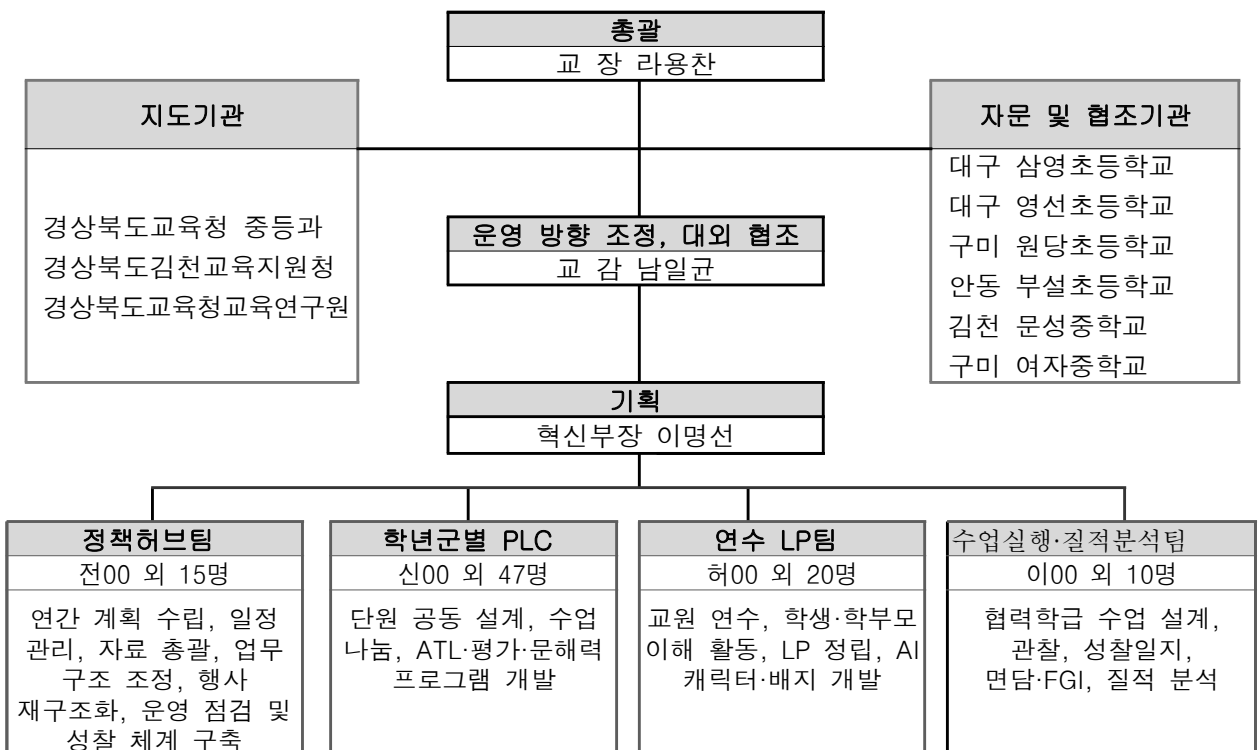 총괄
교 장 라용찬
지도기관
경상북도교육청 중등과
경상북도김천교육지원청
경상북도교육청교육연구원
자문 및 협조기관
대구 삼영초등학교
대구 영선초등학교
구미 원당초등학교
안동 부설초등학교
김천 문성중학교
구미 여자중학교
운영 방향 조정, 대외 협조
교 감 남일균
기획
혁신부장 이명선
정책허브팀
전00 외 15명
연간 계획 수립, 일정
관리, 자료 총괄, 업무
구조 조정, 행사
재구조화, 운영 점검 및
성찰 체계 구축
학년군별 PLC
신00 외 47명
단원 공동 설계, 수업
나눔, ATL·평가·문해력
프로그램 개발
연수 LP팀
허00 외 20명
교원 연수, 학생·학부모
이해 활동, LP 정립, AI
캐릭터·배지 개발
수업실행·질적분석팀
이00 외 10명
협력학급 수업 설계,
관찰, 성찰일지,
면담·FGI, 질적 분석